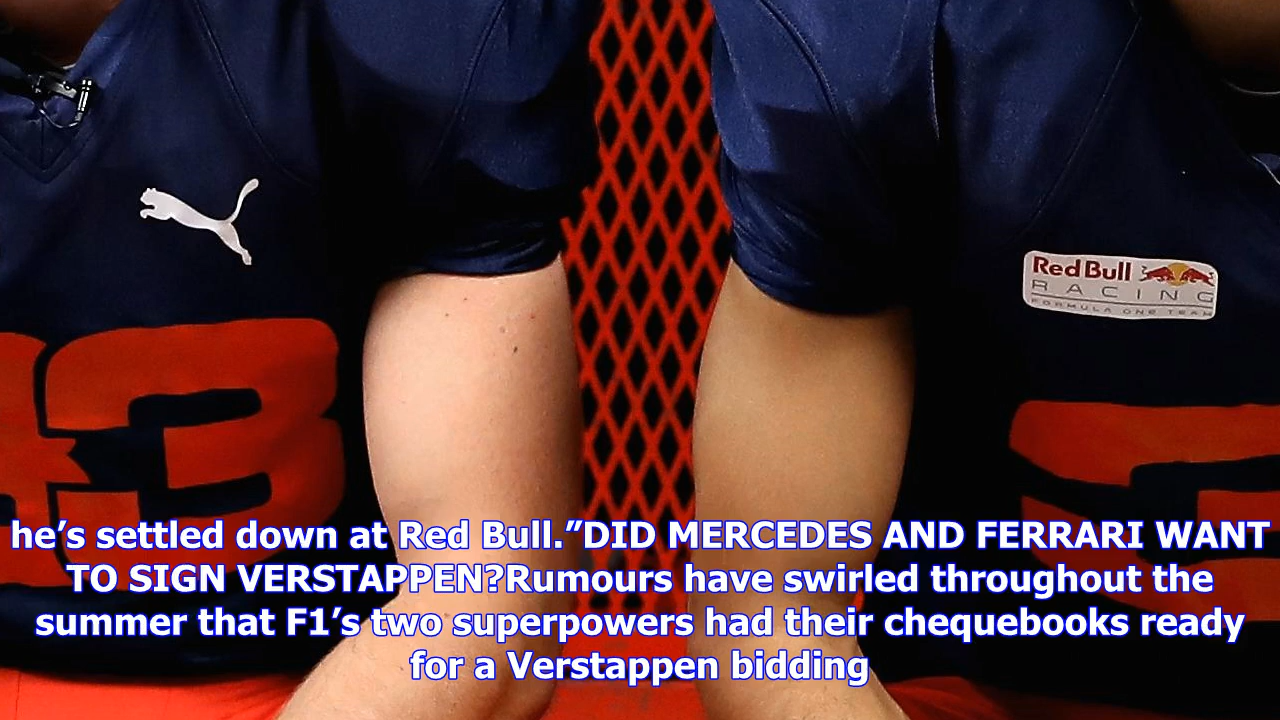 Red Bull
RACING
FORMULA ONE TEAM
33
he’s settled down at Red Bull.”DID MERCEDES AND FERRARI WANT
TO SIGN VERSTAPPEN?Rumours have swirled throughout the
summer that F1’s two superpowers had their chequebooks ready
for a Verstappen bidding